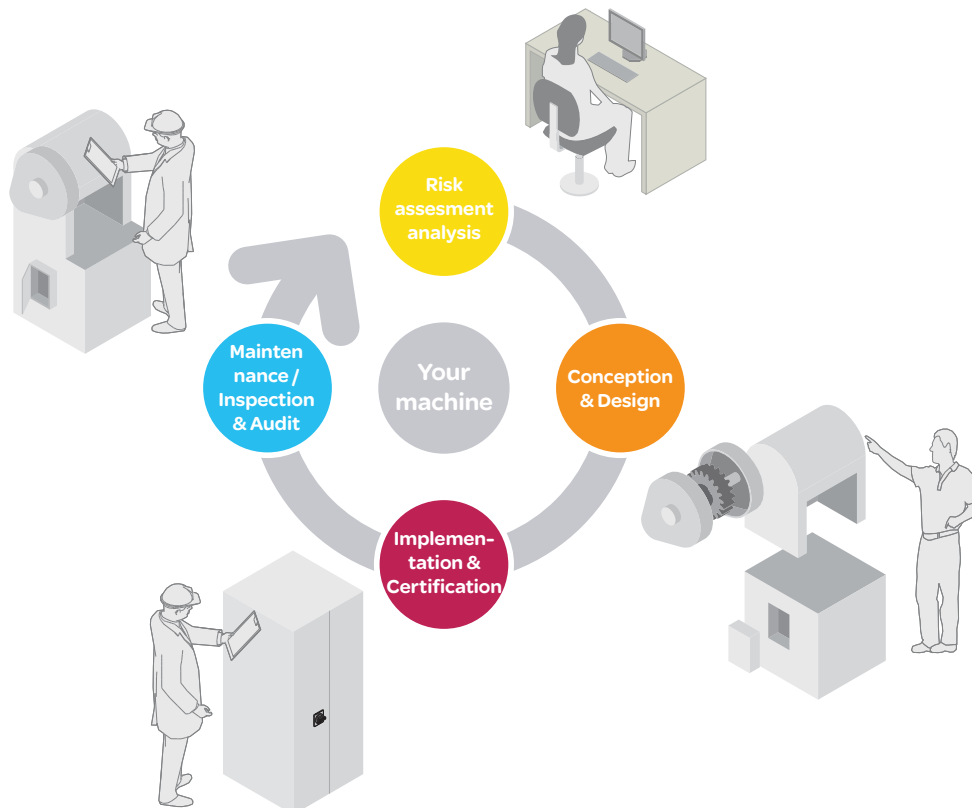 Risk
assesment
analysis
Conception
& Design
Implemen-
tation &
Certification
Mainten
nance /
Inspection
& Audit
Your
machine